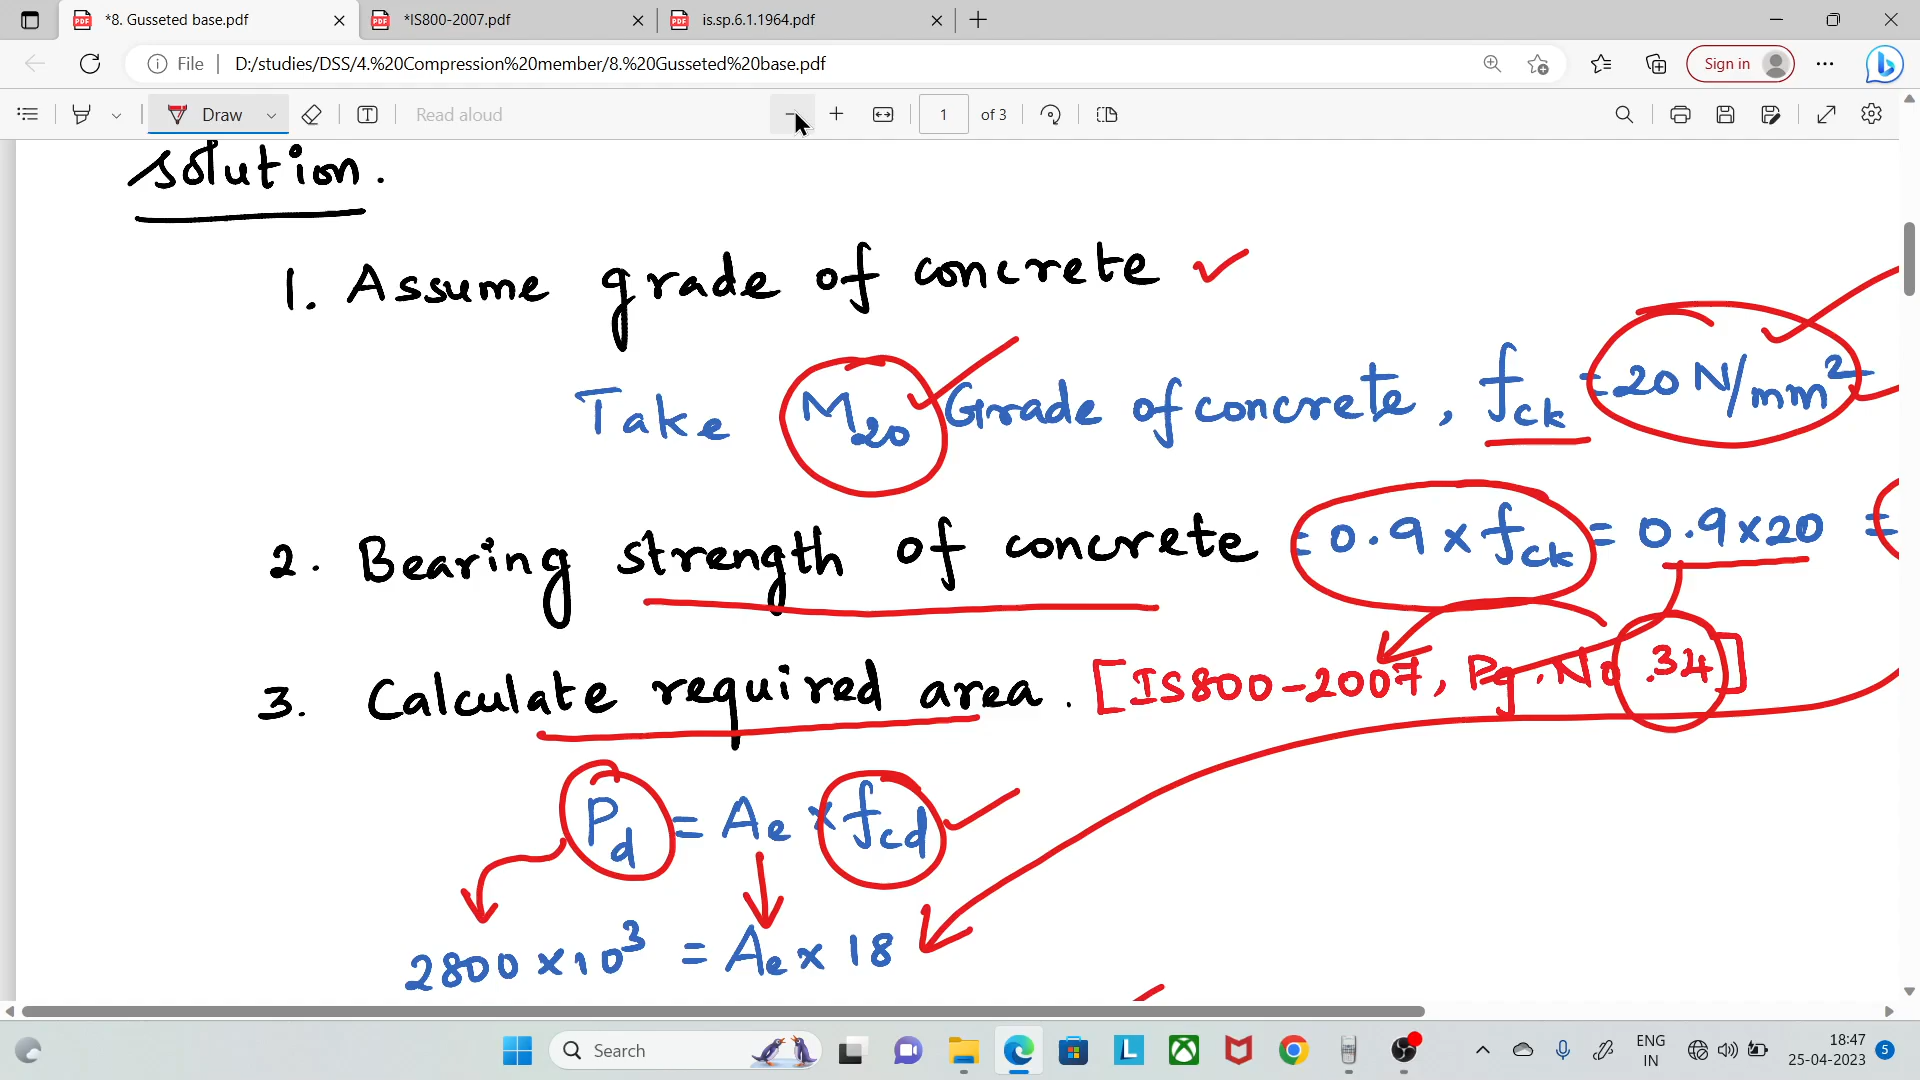 *8. Gusseted base.pdf
*IS800-2007.pdf
is.sp.6.1.1964.pdf
File
D:/studies/DSS/4.%20Compression%20member/8.%20Gusseted%20base.pdf
Sign in
Draw
Read aloud
1 of 3
solution.
1. Assume grade of concrete
Take M20 Grade of concrete, fck = 20 N/mm²
2. Bearing strength of concrete = 0.9 x fck = 0.9x20 =
3. Calculate required area. [IS800-2007, Pg.No.34]
Pd = Ae x fcd
2800 x 10³ = Ae x 18
Search
ENG
IN
18:47
25-04-2023
5